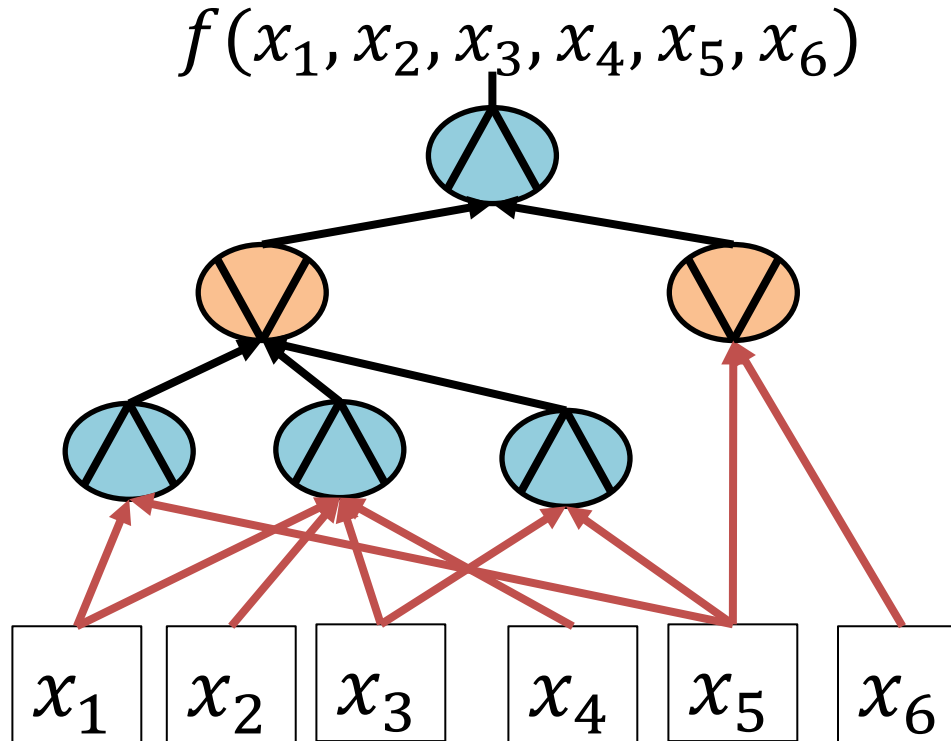 f(x₁, x₂, x₃, x₄, x₅, x₆)
⋀
⋁ ⋁
⋀ ⋀ ⋀
x₁ x₂ x₃ x₄ x₅ x₆